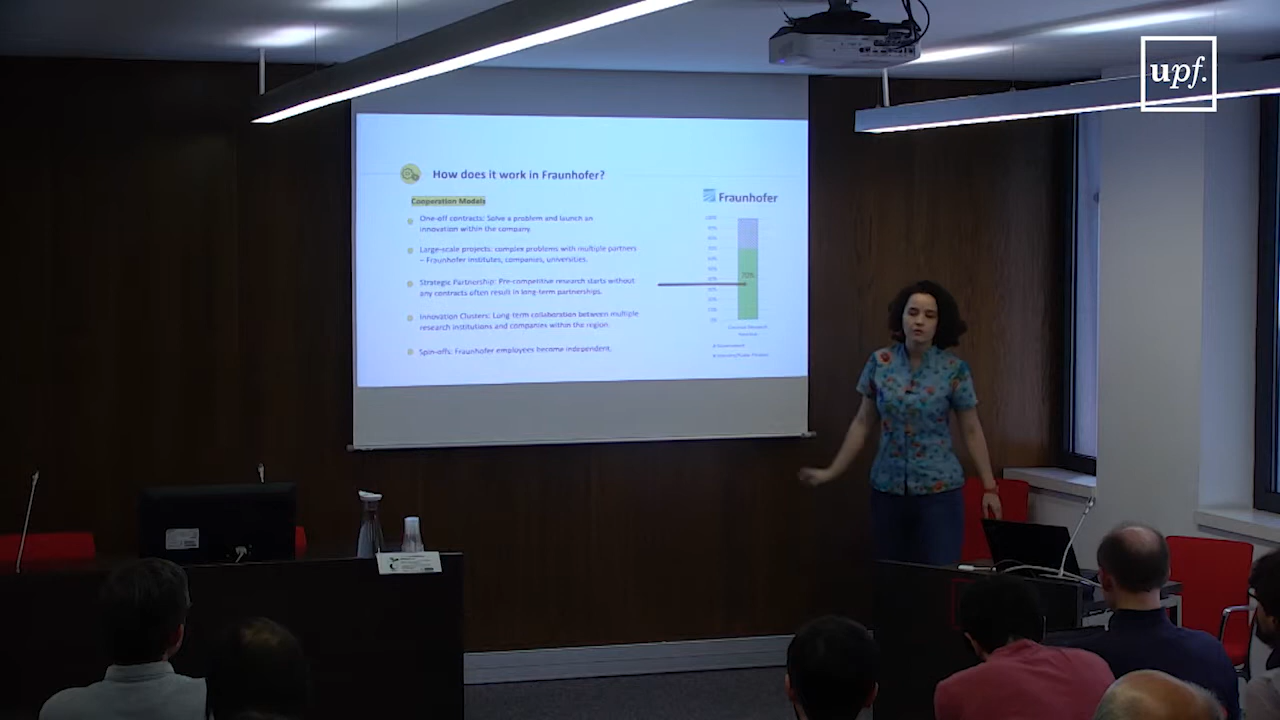 upf.
How does it work in Fraunhofer?
Cooperation Models
One-off contracts: Solve a problem and launch an
innovation within the company.
Large-scale projects: complex problems with multiple partners
– Fraunhofer institutes, companies, universities.
Strategic Partnership: Pre-competitive research starts without
any contracts often result in long-term partnerships.
Innovation Clusters: Long-term collaboration between multiple
research institutions and companies within the region.
Spin-offs: Fraunhofer employees become independent.
Fraunhofer
100%
70%
Contract Research